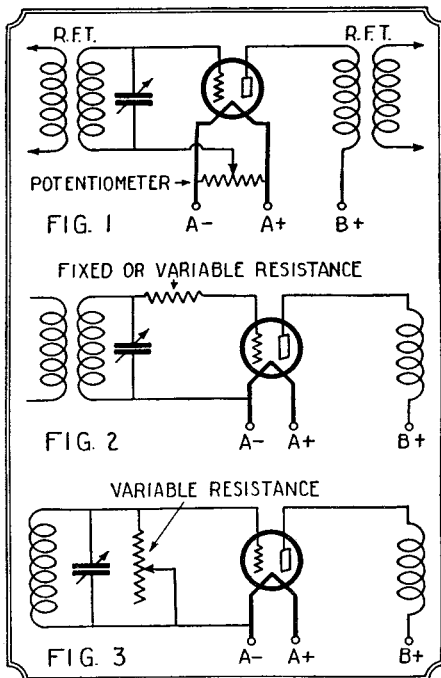 R.F.T. R.F.T.
POTENTIOMETER
A- A+ B+
FIG. 1
FIXED OR VARIABLE RESISTANCE
A- A+ B+
FIG. 2
VARIABLE RESISTANCE
A- A+ B+
FIG. 3